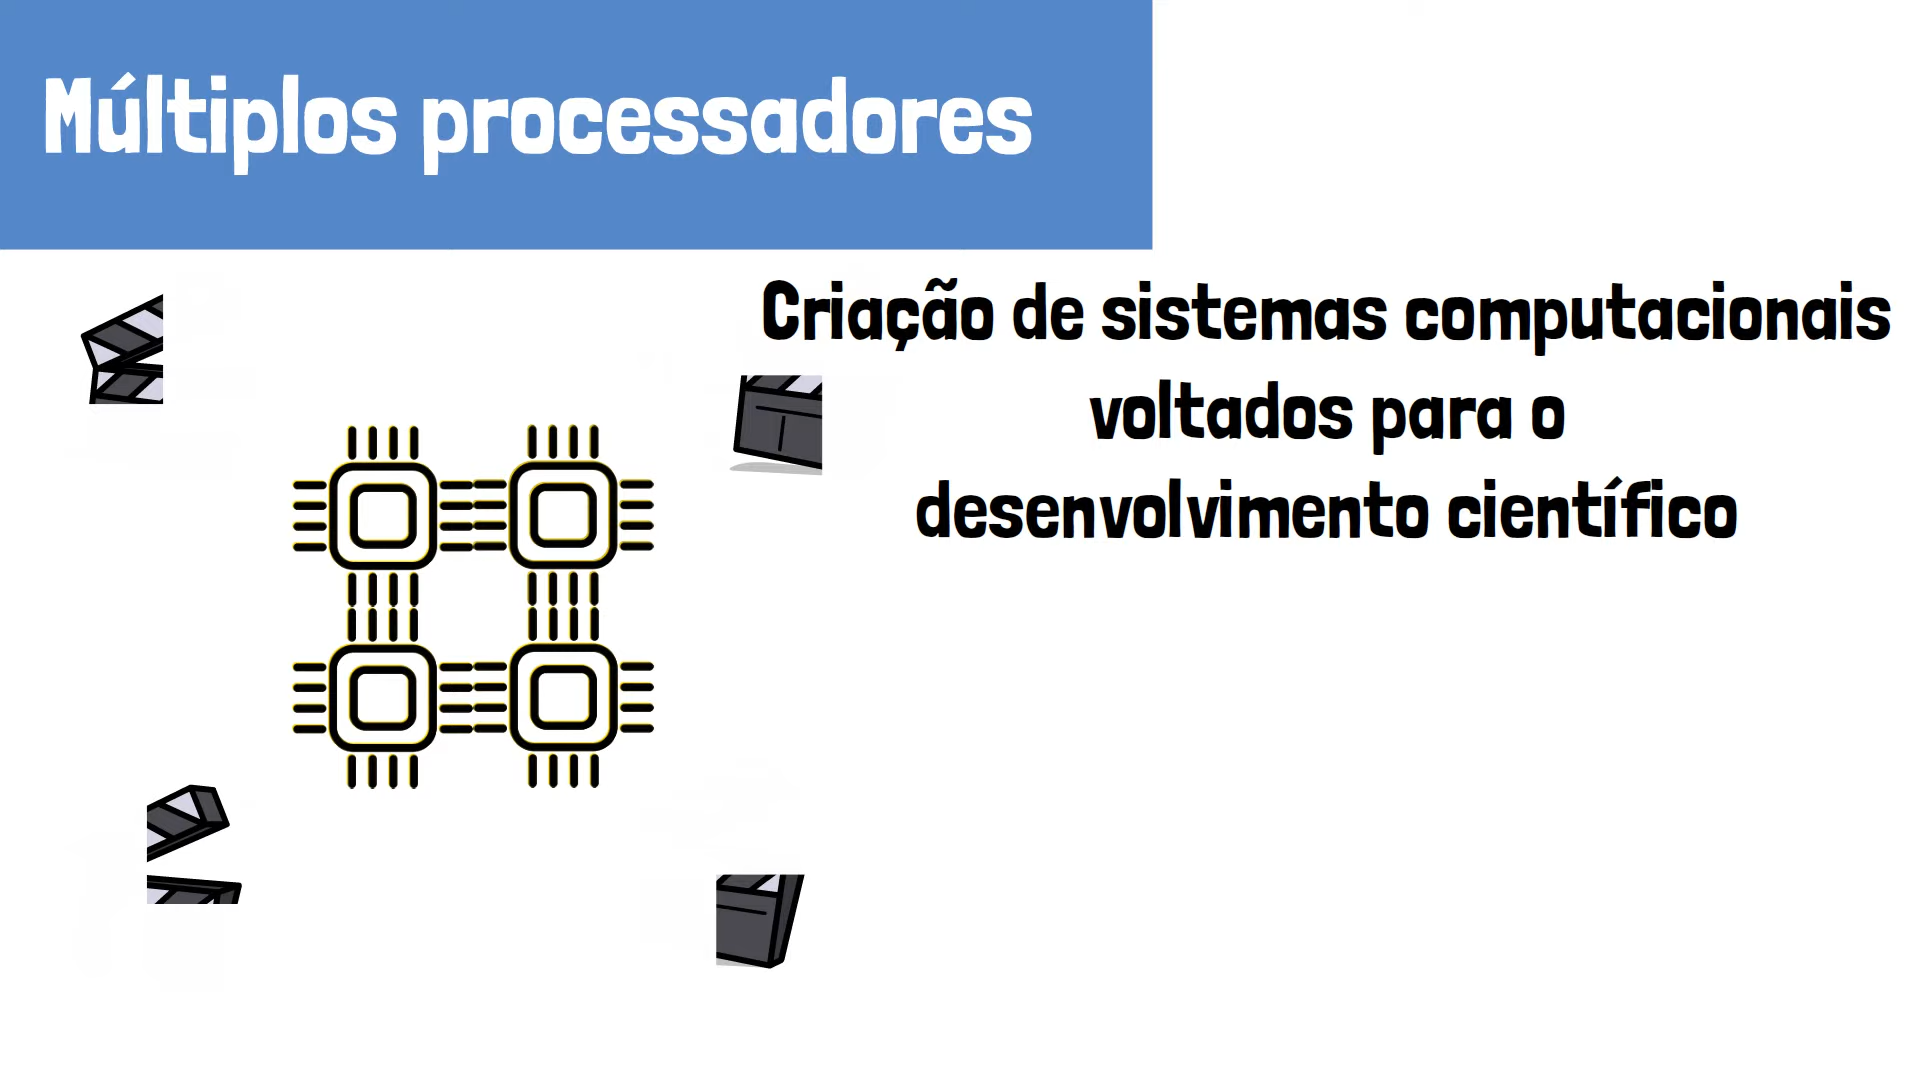 Múltiplos processadores
Criação de sistemas computacionais
voltados para o
desenvolvimento científico